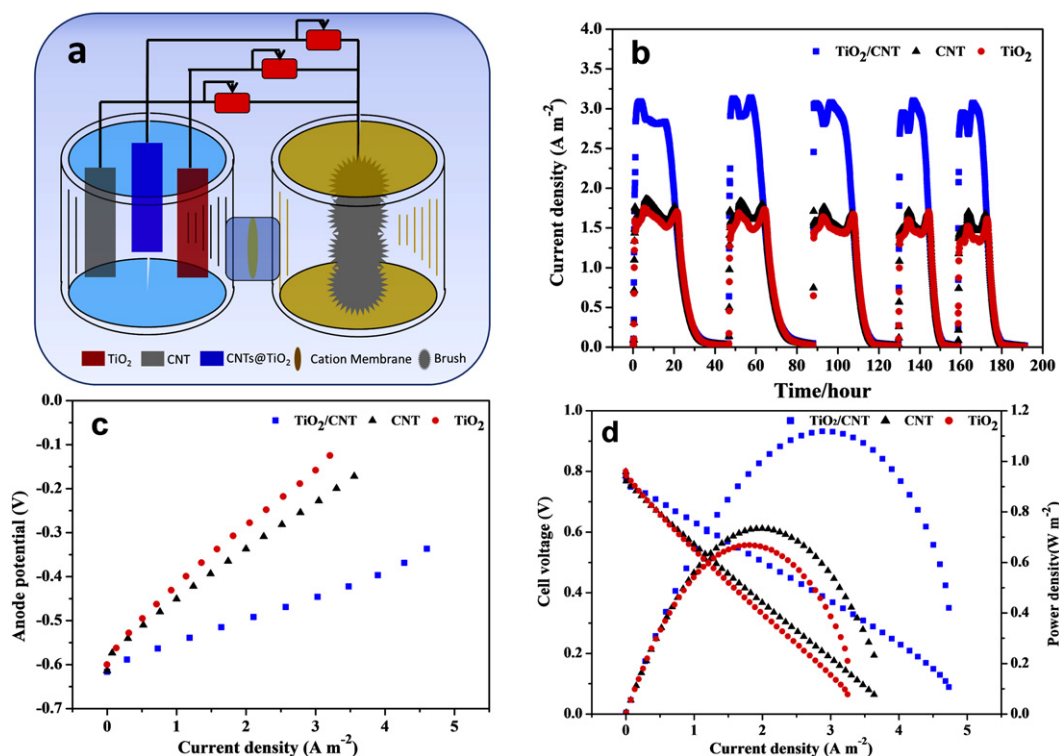 a
TiO₂ CNT CNTs@TiO₂ Cation Membrane Brush
b
TiO₂/CNT CNT TiO₂
4.0
3.5
3.0
2.5
2.0
1.5
1.0
0.5
0.0
Current density (A m⁻²)
0 20 40 60 80 100 120 140 160 180 200
Time/hour
c
TiO₂/CNT CNT TiO₂
0.0
-0.1
-0.2
-0.3
-0.4
-0.5
-0.6
-0.7
Anode potential (V)
0 1 2 3 4 5
Current density (A m⁻²)
d
TiO₂/CNT CNT TiO₂
1.0
0.8
0.6
0.4
0.2
0.0
Cell voltage (V)
1.2
1.0
0.8
0.6
0.4
0.2
0.0
Power density(W m⁻²)
0 1 2 3 4 5
Current density (A m⁻²)